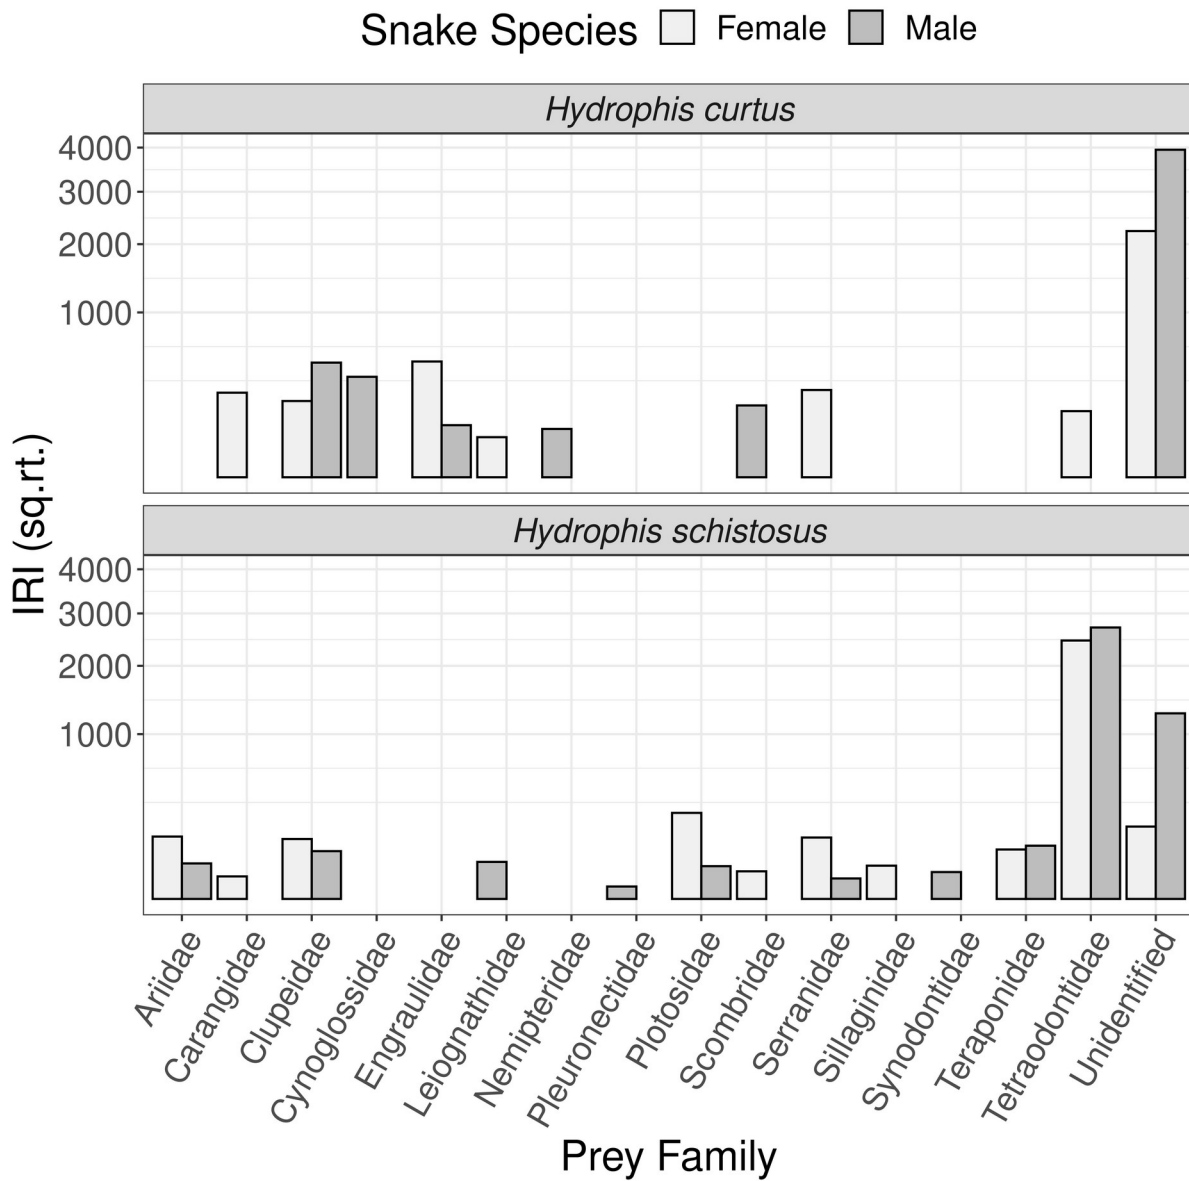 Snake Species Female Male
Hydrophis curtus
4000
3000
2000
1000
Hydrophis schistosus
4000
3000
2000
1000
IRI (sq.rt.)
Ariidae
Carangidae
Clupeidae
Cynoglossidae
Engraulidae
Leiognathidae
Nemipteridae
Pleuronectidae
Plotosidae
Scombridae
Serranidae
Sillaginidae
Synodontidae
Teraponidae
Tetraodontidae
Unidentified
Prey Family